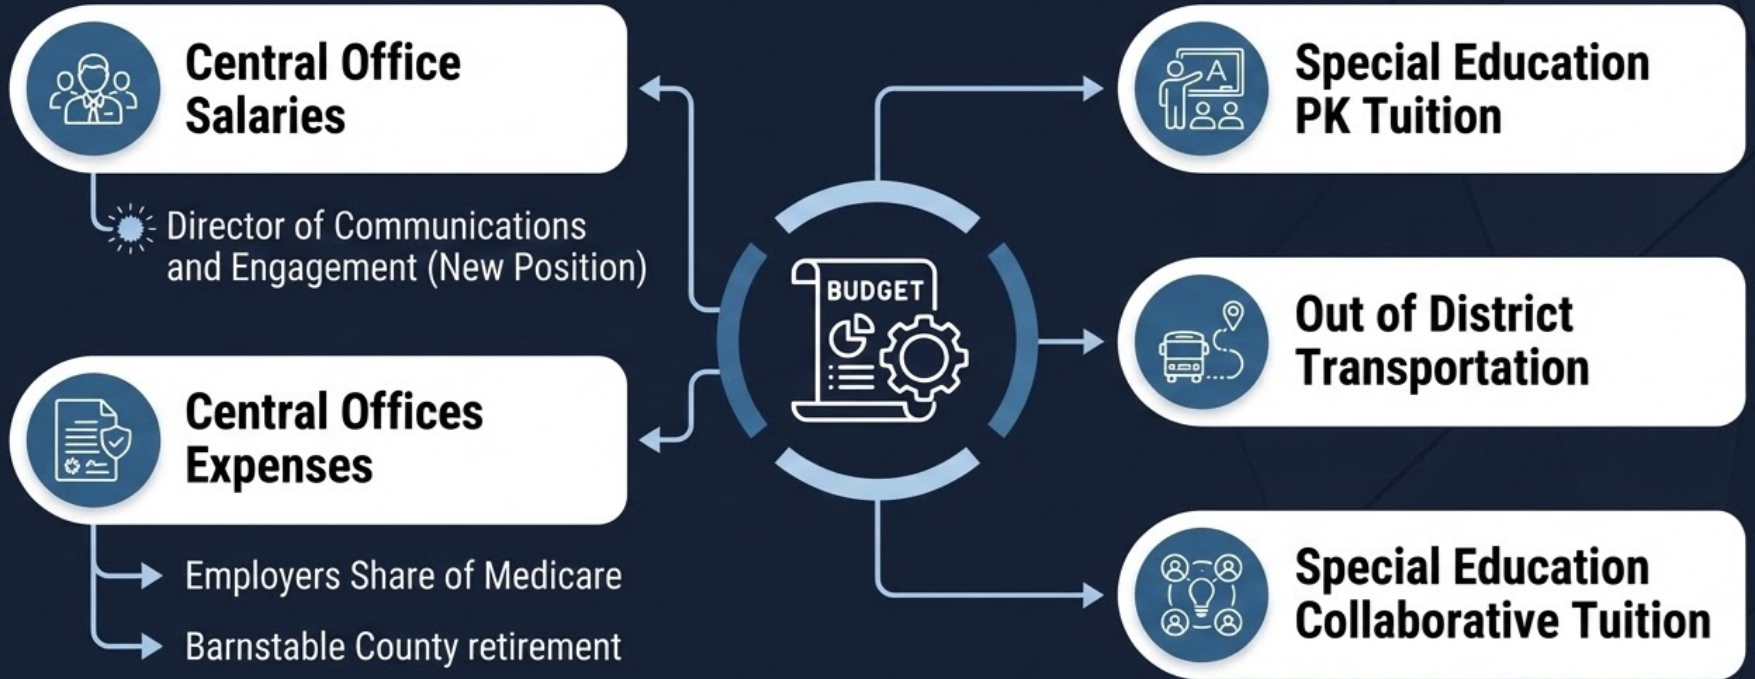 Central Office
Salaries
Director of Communications
and Engagement (New Position)
Central Offices
Expenses
Employers Share of Medicare
Barnstable County retirement
BUDGET
A
Special Education
PK Tuition
Out of District
Transportation
Special Education
Collaborative Tuition